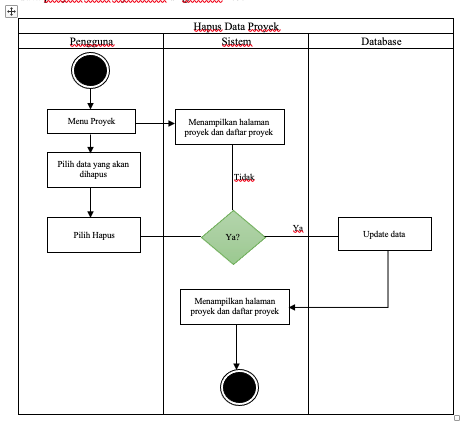 Hapus Data Proyek
Pengguna
Sistem
Database
Menu Proyek
Menampilkan halaman
proyek dan daftar proyek
Pilih data yang akan
dihapus
Tidak
Pilih Hapus
Ya?
Ya
Update data
Menampilkan halaman
proyek dan daftar proyek